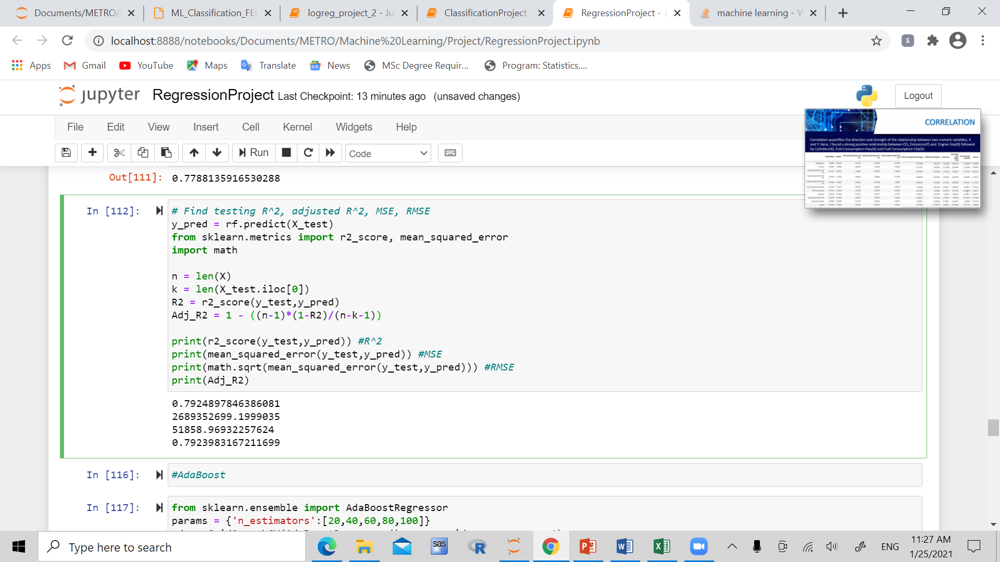 Documents/METRO/
ML_Classification_FE
logreg_project_2 - Ju
ClassificationProject
RegressionProject - J
machine learning - W
localhost:8888/notebooks/Documents/METRO/Machine%20Learning/Project/RegressionProject.ipynb
Apps
Gmail
YouTube
Maps
Translate
News
MSc Degree Requir...
Program: Statistics,...
jupyter
RegressionProject Last Checkpoint: 13 minutes ago (unsaved changes)
Logout
File Edit View Insert Cell Kernel Widgets Help
Run
Code
CORRELATION
Correlation quantifies the direction and strength of the relationship between two numeric variables, X
and Y. Here, I found a strong positive relationship between CO2 Emissions(Y) and Engine Size(X) followed
by Cylinders(X), Fuel Consumption Hwy(X) and Fuel Consumption City(X).
Out[111]: 0.7788135916530288
In [112]:
# Find testing R^2, adjusted R^2, MSE, RMSE
y_pred = rf.predict(X_test)
from sklearn.metrics import r2_score, mean_squared_error
import math
n = len(X)
k = len(X_test.iloc[0])
R2 = r2_score(y_test,y_pred)
Adj_R2 = 1 - ((n-1)*(1-R2)/(n-k-1))
print(r2_score(y_test,y_pred)) #R^2
print(mean_squared_error(y_test,y_pred)) #MSE
print(math.sqrt(mean_squared_error(y_test,y_pred))) #RMSE
print(Adj_R2)
0.7924897846386081
2689352699.1999035
51858.96932257624
0.7923983167211699
In [116]: #AdaBoost
In [117]: from sklearn.ensemble import AdaBoostRegressor
params = {'n_estimators':[20,40,60,80,100]}
Type here to search
sas
R
ENG
11:27 AM
1/25/2021